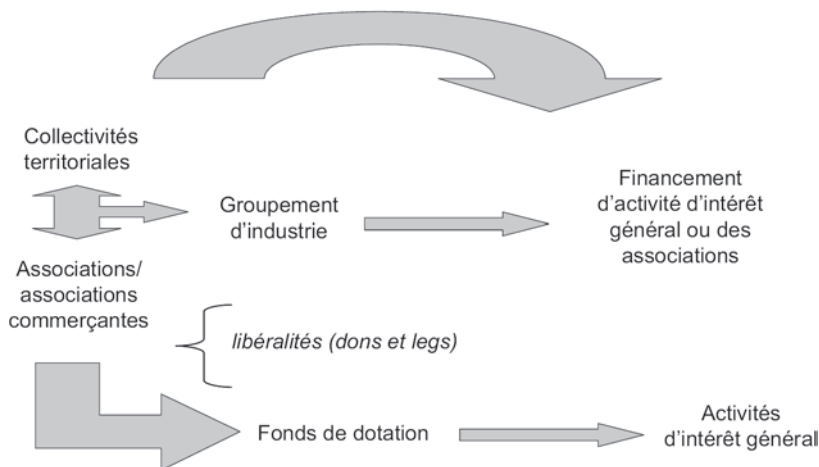 Collectivités
territoriales
Groupement
d'industrie
Financement
d'activité d'intérêt
général ou des
associations
Associations/
associations
commerçantes
libéralités (dons et legs)
Fonds de dotation
Activités
d'intérêt général